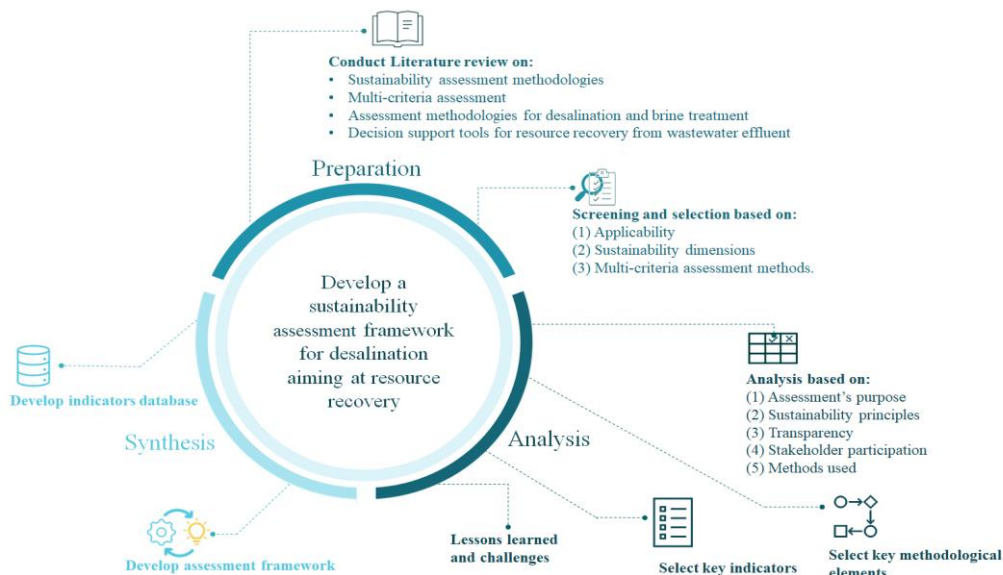 Conduct Literature review on:
• Sustainability assessment methodologies
• Multi-criteria assessment
• Assessment methodologies for desalination and brine treatment
• Decision support tools for resource recovery from wastewater effluent
Preparation
Screening and selection based on:
(1) Applicability
(2) Sustainability dimensions
(3) Multi-criteria assessment methods.
Develop a
sustainability
assessment framework
for desalination
aiming at resource
recovery
Analysis based on:
(1) Assessment's purpose
(2) Sustainability principles
(3) Transparency
(4) Stakeholder participation
(5) Methods used
Develop indicators database
Synthesis
Analysis
Lessons learned
and challenges
Select key indicators
Select key methodological
elements
Develop assessment framework